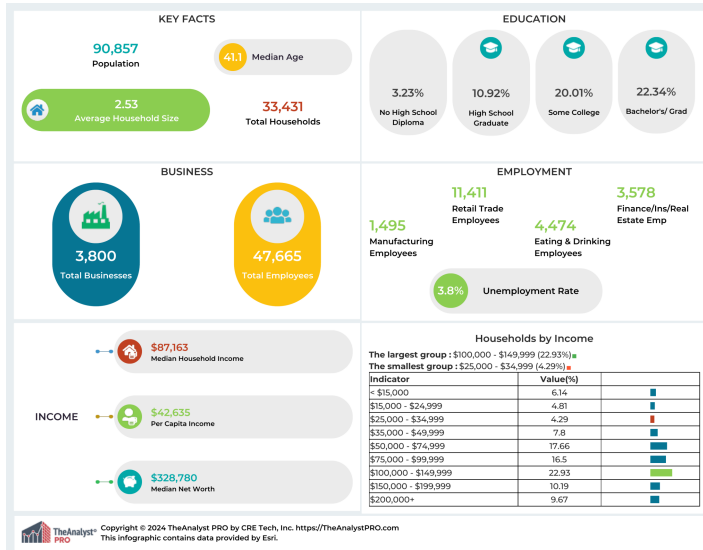 KEY FACTS
90,857
Population
41.1
Median Age
2.53
Average Household Size
33,431
Total Households
EDUCATION
3.23%
No High School
Diploma
10.92%
High School
Graduate
20.01%
Some College
22.34%
Bachelor's/ Grad
BUSINESS
3,800
Total Businesses
47,665
Total Employees
EMPLOYMENT
1,495
Manufacturing
Employees
11,411
Retail Trade
Employees
4,474
Eating & Drinking
Employees
3,578
Finance/Ins/Real
Estate Emp
3.8%
Unemployment Rate
INCOME
$87,163
Median Household Income
$42,635
Per Capita Income
$328,780
Median Net Worth
Households by Income
The largest group : $100,000 - $149,999 (22.93%)
The smallest group : $25,000 - $34,999 (4.29%)
Indicator Value(%)
< $15,000 6.14
$15,000 - $24,999 4.81
$25,000 - $34,999 4.29
$35,000 - $49,999 7.8
$50,000 - $74,999 17.66
$75,000 - $99,999 16.5
$100,000 - $149,999 22.93
$150,000 - $199,999 10.19
$200,000+ 9.67
TheAnalyst®
PRO
Copyright © 2024 TheAnalyst PRO by CRE Tech, Inc. https://TheAnalystPRO.com
This infographic contains data provided by Esri.